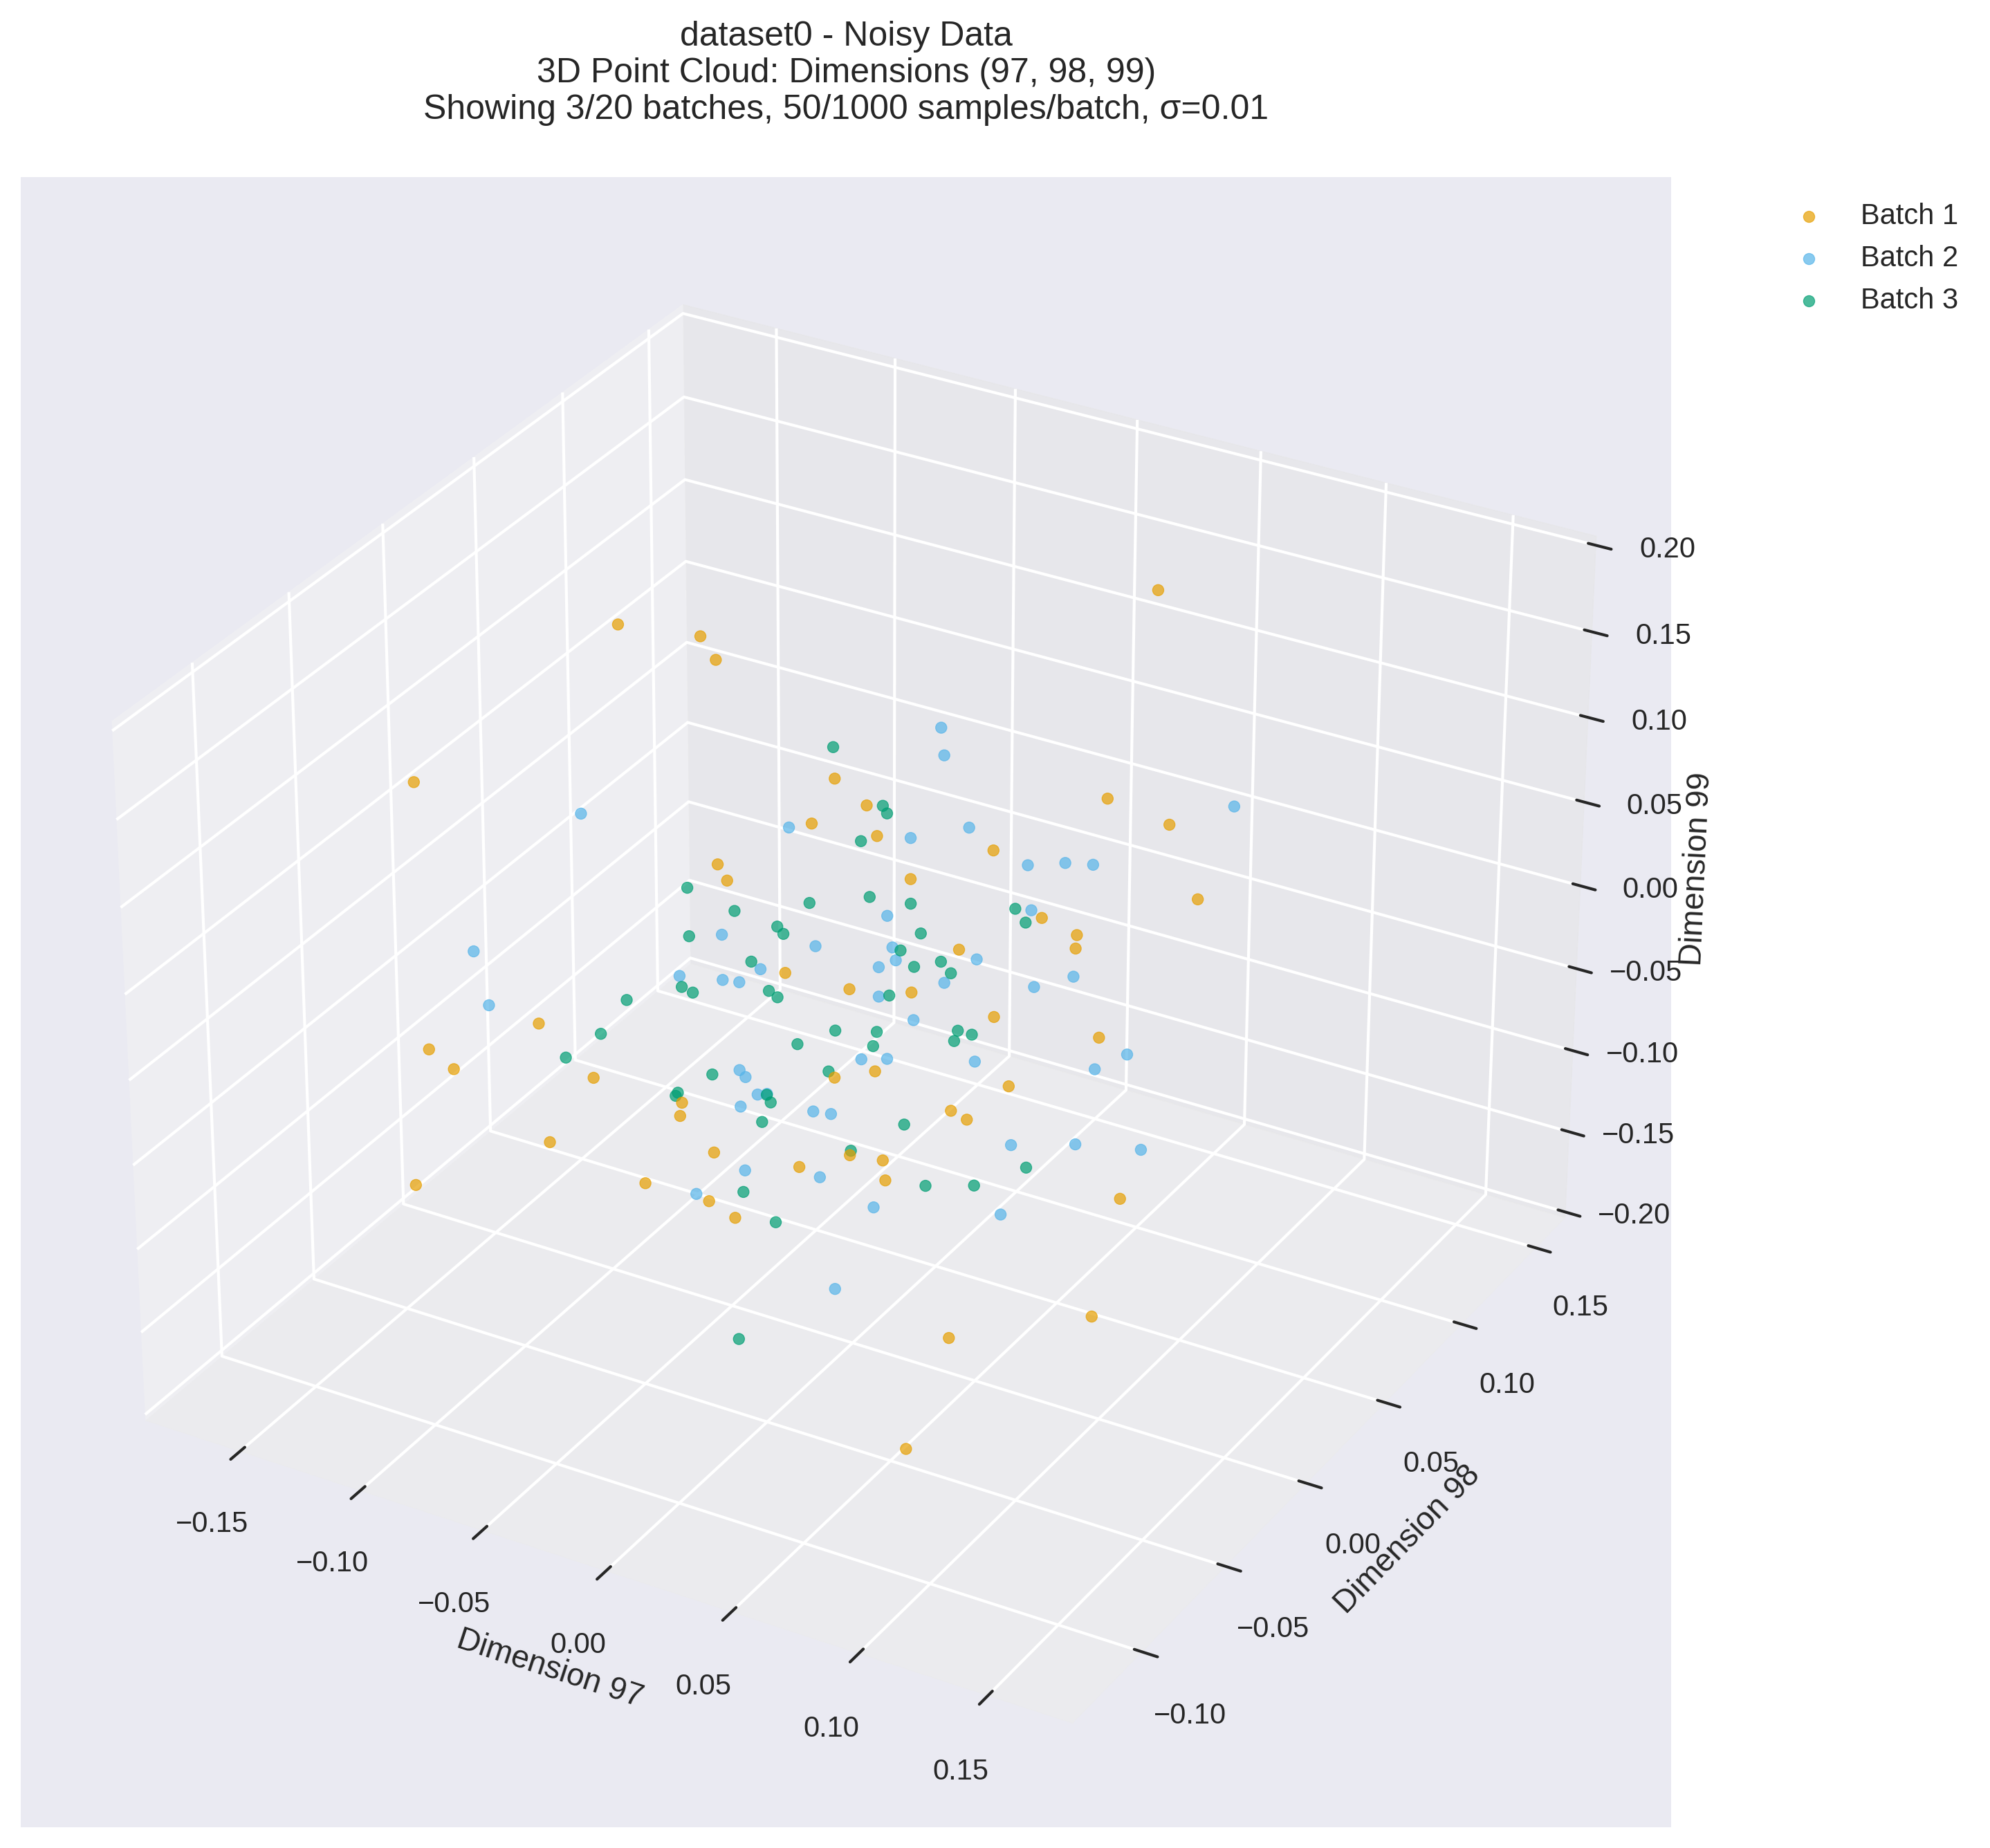 dataset0 - Noisy Data
3D Point Cloud: Dimensions (97, 98, 99)
Showing 3/20 batches, 50/1000 samples/batch, σ=0.01
Batch 1
Batch 2
Batch 3
0.20
0.15
0.10
0.05
0.00
−0.05
−0.10
−0.15
−0.20
Dimension 99
0.15
0.10
0.05
0.00
−0.05
−0.10
Dimension 98
−0.15
−0.10
−0.05
0.00
0.05
0.10
0.15
Dimension 97